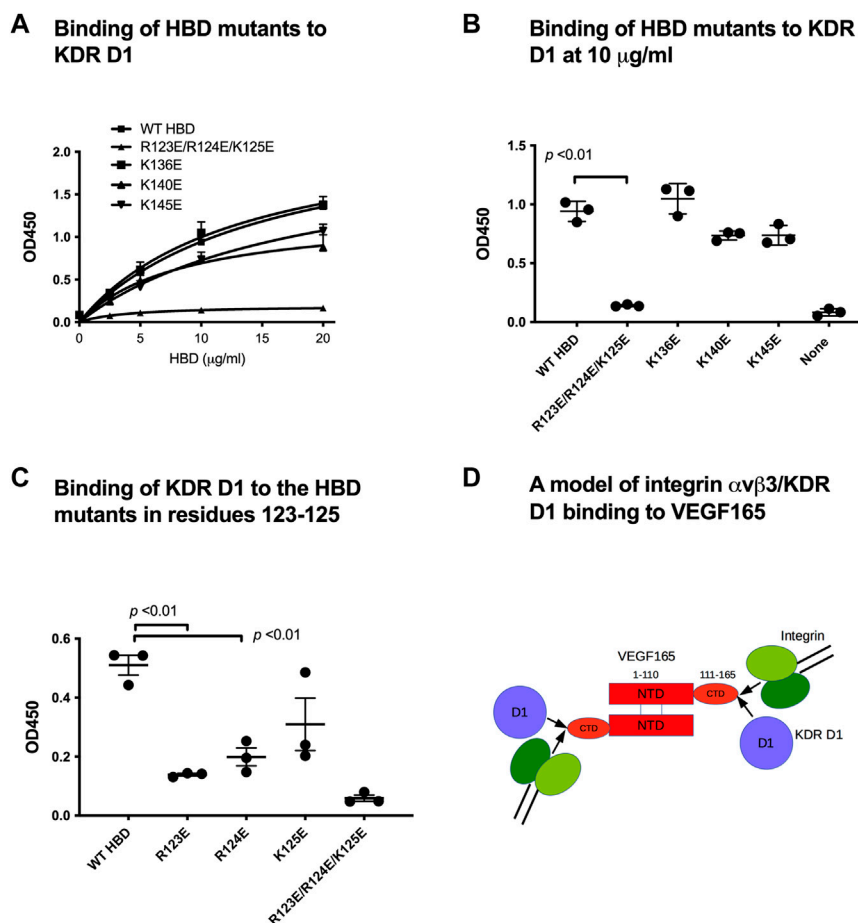 A
Binding of HBD mutants to
KDR D1
WT HBD
R123E/R124E/K125E
K136E
K140E
K145E
2.0
1.5
1.0
0.5
0.0
OD450
0
5
10
15
20
HBD (μg/ml)
B
Binding of HBD mutants to KDR
D1 at 10 μg/ml
p <0.01
1.5
1.0
0.5
0.0
OD450
WT HBD
R123E/R124E/K125E
K136E
K140E
K145E
None
C
Binding of KDR D1 to the HBD
mutants in residues 123-125
p <0.01
p <0.01
0.6
0.4
0.2
0.0
OD450
WT HBD
R123E
R124E
K125E
R123E/R124E/K125E
D
A model of integrin αvβ3/KDR
D1 binding to VEGF165
Integrin
VEGF165
1-110
111-165
NTD
CTD
D1
CTD
NTD
D1
KDR D1